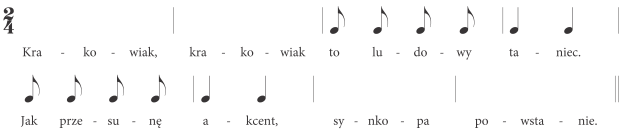 2
4
Kra - ko - wiak, kra - ko - wiak to lu - do - wy ta - niec.
Jak prze - su - nę a - kcent, sy - nko - pa po - wsta - nie.